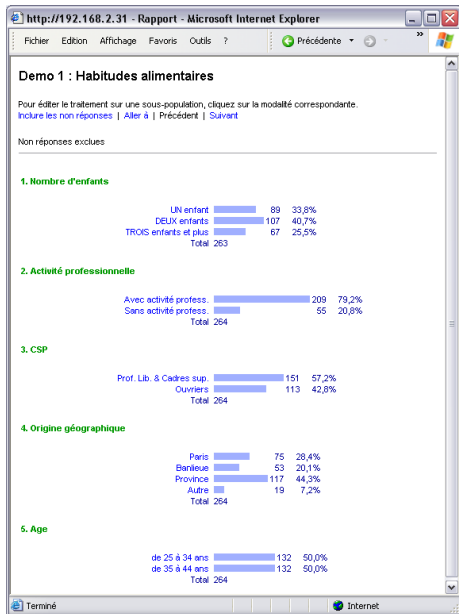 http://192.168.2.31 - Rapport - Microsoft Internet Explorer
Fichier Edition Affichage Favoris Outils ? Précédente »
Demo 1 : Habitudes alimentaires
Pour éditer le traitement sur une sous-population, cliquez sur la modalité correspondante.
Inclure les non réponses | Aller à | Précédent | Suivant
Non réponses exclues
1. Nombre d'enfants
UN enfant 89 33,8%
DEUX enfants 107 40,7%
TROIS enfants et plus 67 25,5%
Total 263
2. Activité professionnelle
Avec activité profess. 209 79,2%
Sans activité profess. 55 20,8%
Total 264
3. CSP
Prof. Lib. & Cadres sup. 151 57,2%
Ouvriers 113 42,8%
Total 264
4. Origine géographique
Paris 75 28,4%
Banlieue 53 20,1%
Province 117 44,3%
Autre 19 7,2%
Total 264
5. Age
de 25 à 34 ans 132 50,0%
de 35 à 44 ans 132 50,0%
Total 264
Terminé Internet